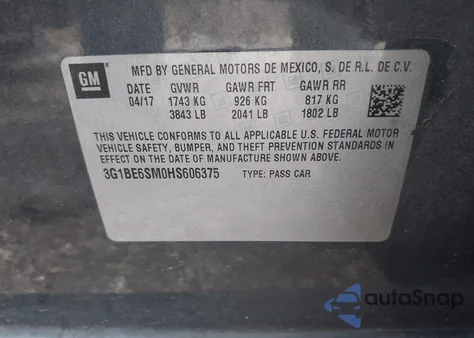 GM
MFD BY GENERAL MOTORS DE MEXICO, S. DE R.L. DE C.V.
DATE GVWR GAWR FRT GAWR RR
04/17 1743 KG 926 KG 817 KG
3843 LB 2041 LB 1802 LB
THIS VEHICLE CONFORMS TO ALL APPLICABLE U.S. FEDERAL MOTOR
VEHICLE SAFETY, BUMPER, AND THEFT PREVENTION STANDARDS
IN EFFECT ON THE DATE OF MANUFACTURE SHOWN ABOVE.
3G1BE6SM0HS606375 TYPE: PASS CAR
autoSnap